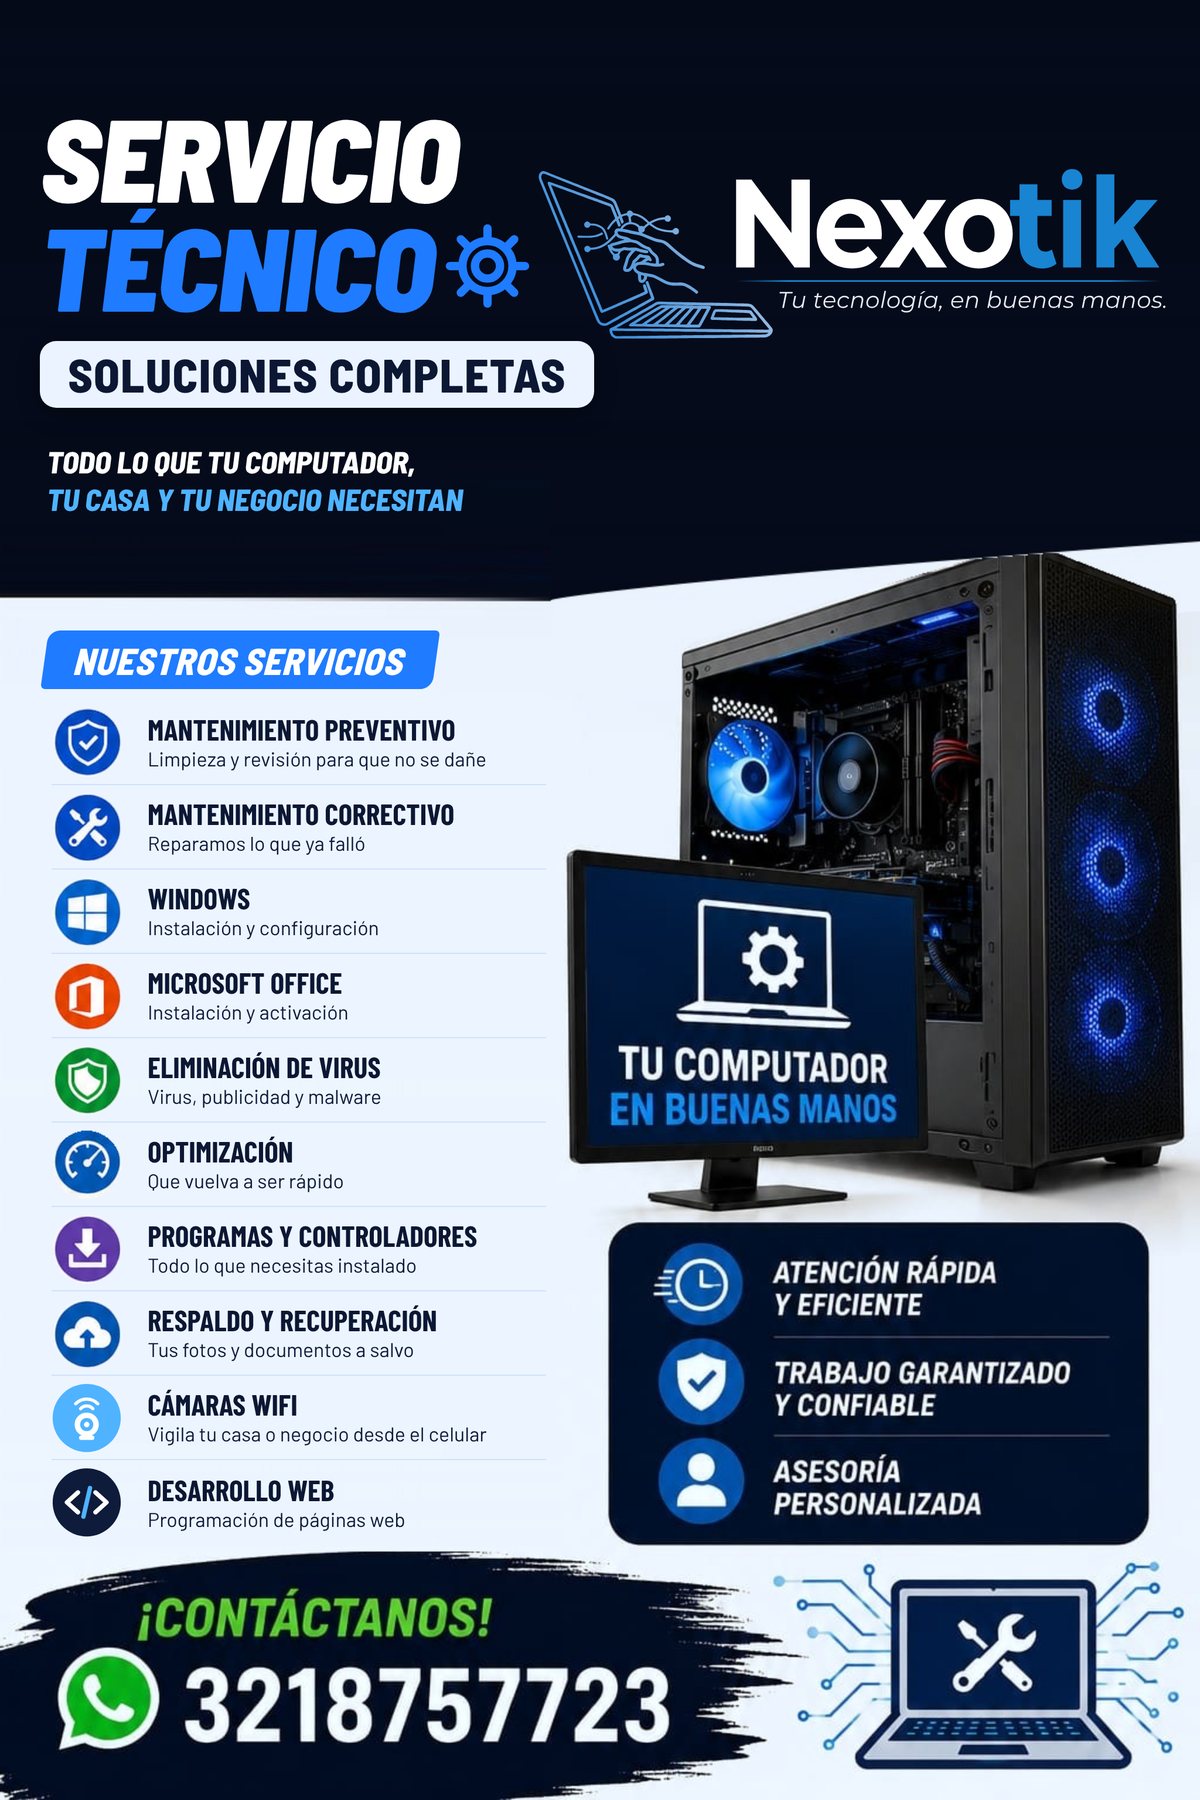 SERVICIO
TÉCNICO
Nexotik
Tu tecnología, en buenas manos.
SOLUCIONES COMPLETAS
TODO LO QUE TU COMPUTADOR,
TU CASA Y TU NEGOCIO NECESITAN
NUESTROS SERVICIOS
MANTENIMIENTO PREVENTIVO
Limpieza y revisión para que no se dañe
MANTENIMIENTO CORRECTIVO
Reparamos lo que ya falló
WINDOWS
Instalación y configuración
MICROSOFT OFFICE
Instalación y activación
ELIMINACIÓN DE VIRUS
Virus, publicidad y malware
OPTIMIZACIÓN
Que vuelva a ser rápido
PROGRAMAS Y CONTROLADORES
Todo lo que necesitas instalado
RESPALDO Y RECUPERACIÓN
Tus fotos y documentos a salvo
CÁMARAS WIFI
Vigila tu casa o negocio desde el celular
DESARROLLO WEB
Programación de páginas web
TU COMPUTADOR
EN BUENAS MANOS
ATENCIÓN RÁPIDA
Y EFICIENTE
TRABAJO GARANTIZADO
Y CONFIABLE
ASESORÍA
PERSONALIZADA
¡CONTÁCTANOS!
3218757723